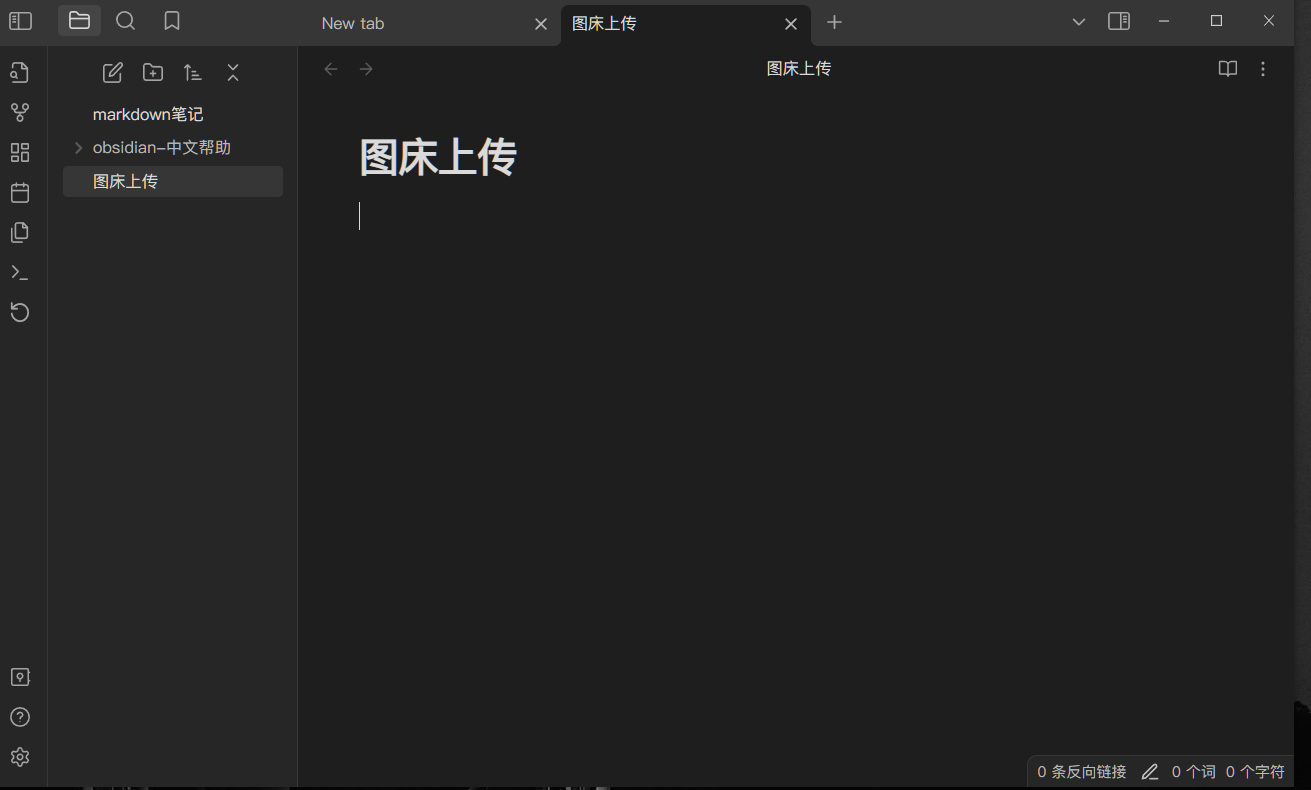 New tab
图床上传
图床上传
markdown笔记
obsidian-中文帮助
图床上传
图床上传
0 条反向链接 0 个词 0 个字符